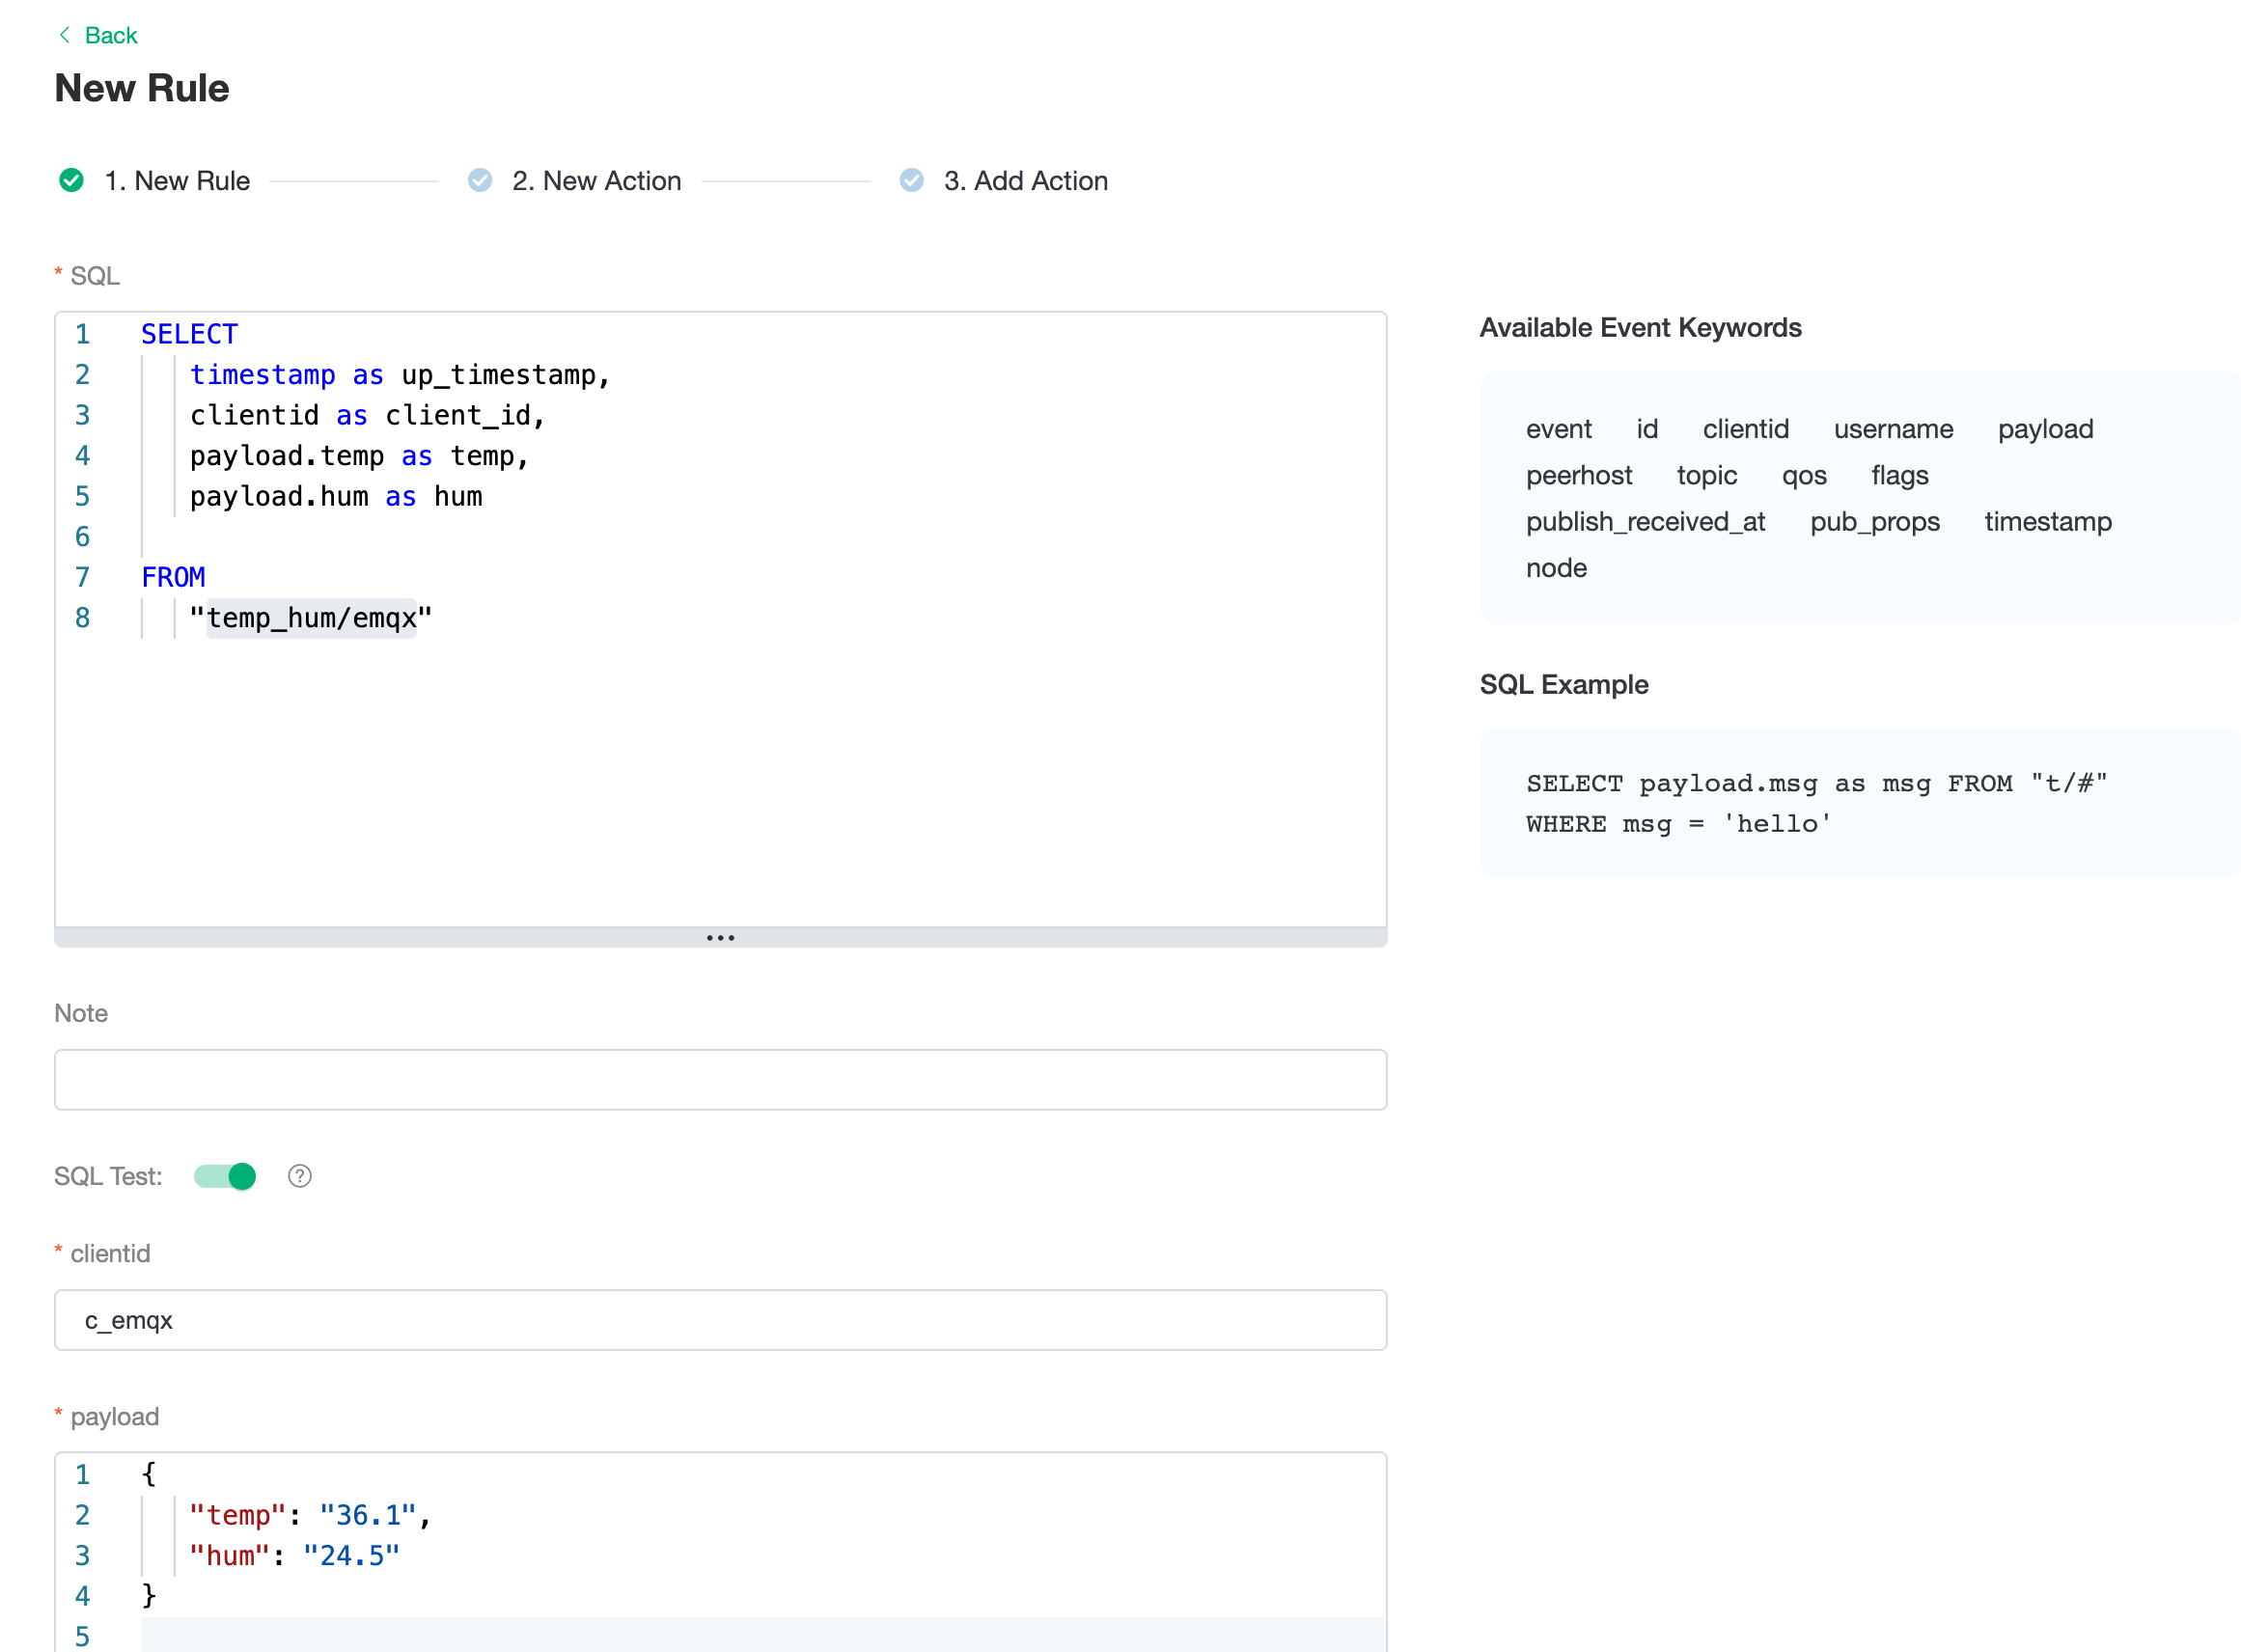 Back
New Rule
1. New Rule
2. New Action
3. Add Action
* SQL
1 SELECT
2 timestamp as up_timestamp,
3 clientid as client_id,
4 payload.temp as temp,
5 payload.hum as hum
6
7 FROM
8 "temp_hum/emqx"
Available Event Keywords
event id clientid username payload
peerhost topic qos flags
publish_received_at pub_props timestamp
node
SQL Example
SELECT payload.msg as msg FROM "t/#"
WHERE msg = 'hello'
Note
SQL Test: ?
* clientid
c_emqx
* payload
1 {
2 "temp": "36.1",
3 "hum": "24.5"
4 }
5